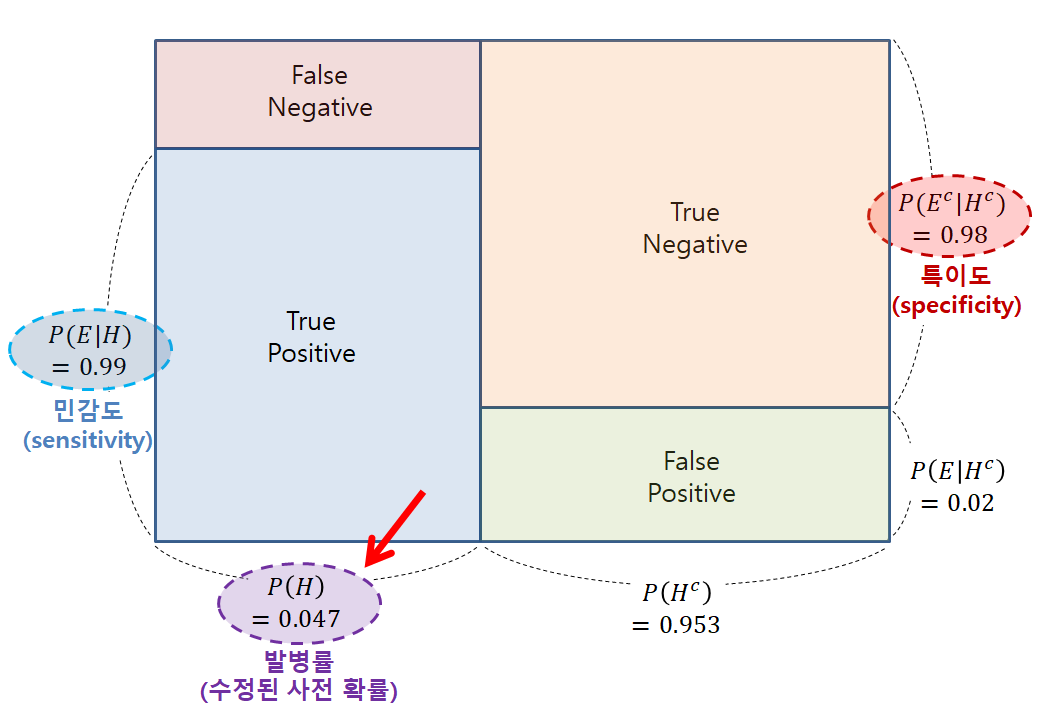 False
Negative
True
Negative
P(E^c|H^c)
= 0.98
특이도
(specificity)
True
Positive
P(E|H)
= 0.99
민감도
(sensitivity)
False
Positive
P(E|H^c)
= 0.02
P(H)
= 0.047
발병률
(수정된 사전 확률)
P(H^c)
= 0.953